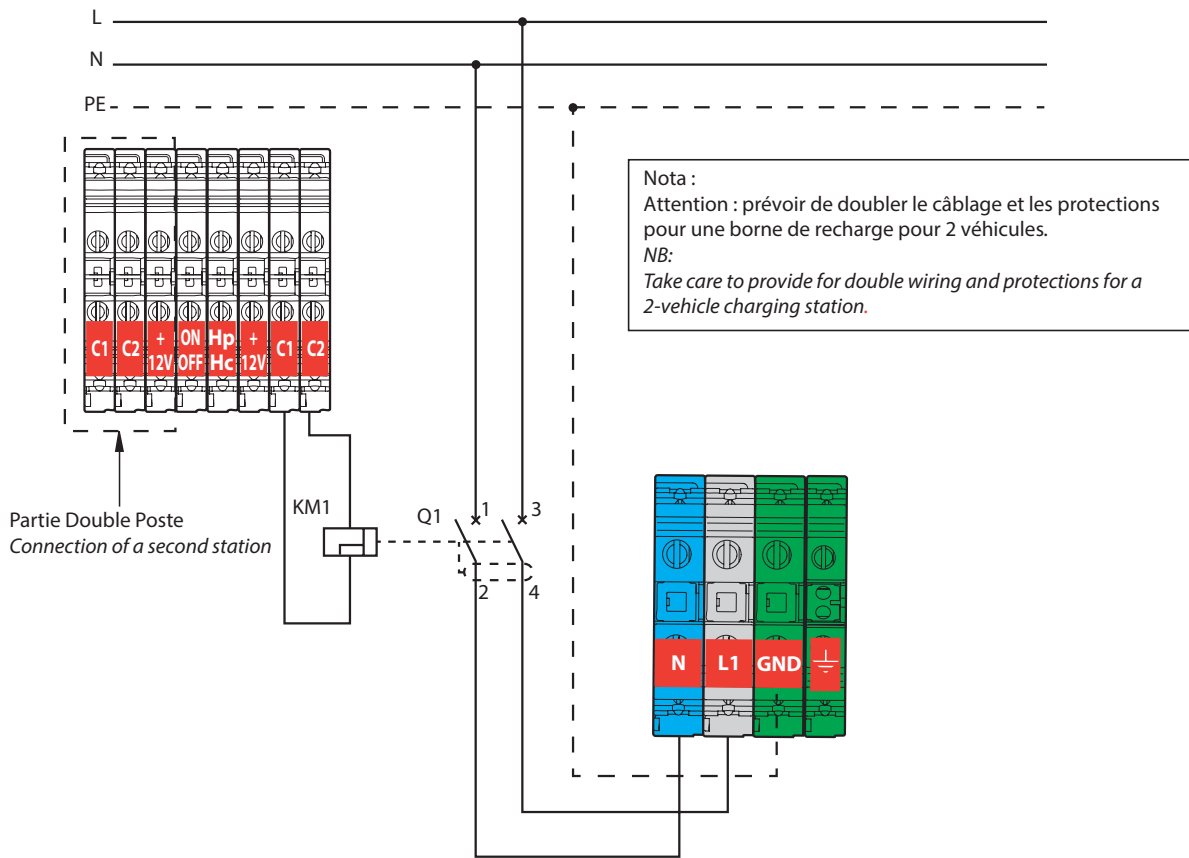 L
N
PE
Nota :
Attention : prévoir de doubler le câblage et les protections
pour une borne de recharge pour 2 véhicules.
NB:
Take care to provide for double wiring and protections for a
2-vehicle charging station.
C1
C2
+
12V
ON
OFF
Hp
Hc
+
12V
C1
C2
Partie Double Poste
Connection of a second station
KM1
Q1
1
3
2
4
N
L1
GND